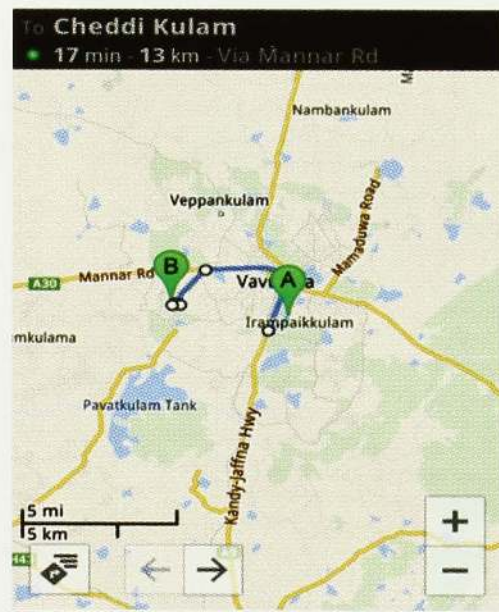 To Cheddi Kulam
17 min - 13 km - Via Mannar Rd
Nambankulam
Veppankulam
Mamaduwa Road
B
Mannar Rd
A30
A
Irampaikkulam
mkulama
Pavatkulam Tank
Kandy-Jaffna Hwy
5 mi
5 km
+
−